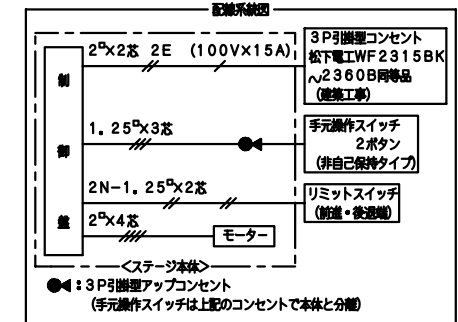 配線系統図
2□×2芯 2E (100V×15A)
3P引掛型コンセント
松下電工WF2315BK
～2360B同等品
(建築工事)
制御盤
1.25□×3芯
手元操作スイッチ
2ボタン
(非自己保持タイプ)
2N-1.25□×2芯
リミットスイッチ
(前進・後退端)
2□×4芯
モーター
<ステージ本体>
:3P引掛型アップコンセント
(手元操作スイッチは上記のコンセントで本体と分離)